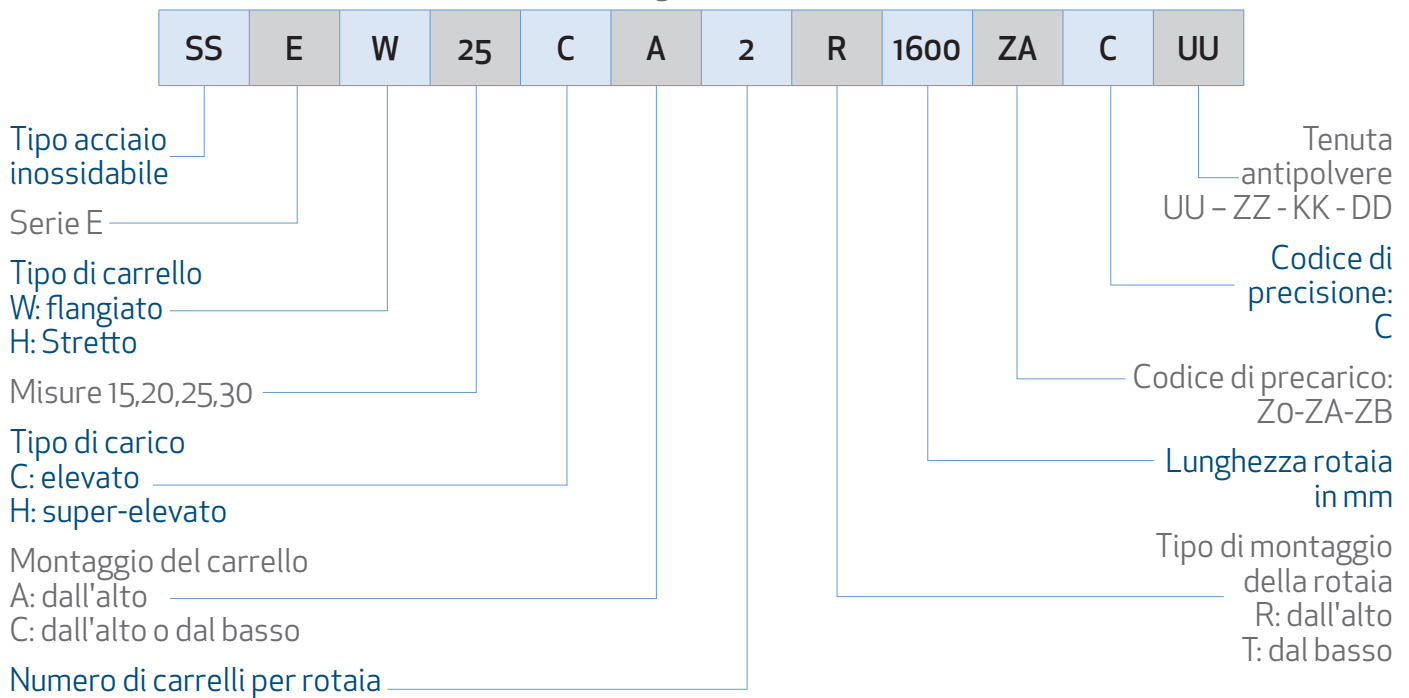 SS E W 25 C A 2 R 1600 ZA C UU
Tipo acciaio
inossidabile
Serie E
Tipo di carrello
W: flangiato
H: Stretto
Misure 15,20,25,30
Tipo di carico
C: elevato
H: super-elevato
Montaggio del carrello
A: dall'alto
C: dall'alto o dal basso
Numero di carrelli per rotaia
Tenuta
antipolvere
UU – ZZ - KK - DD
Codice di
precisione:
C
Codice di precarico:
Z0-ZA-ZB
Lunghezza rotaia
in mm
Tipo di montaggio
della rotaia
R: dall'alto
T: dal basso